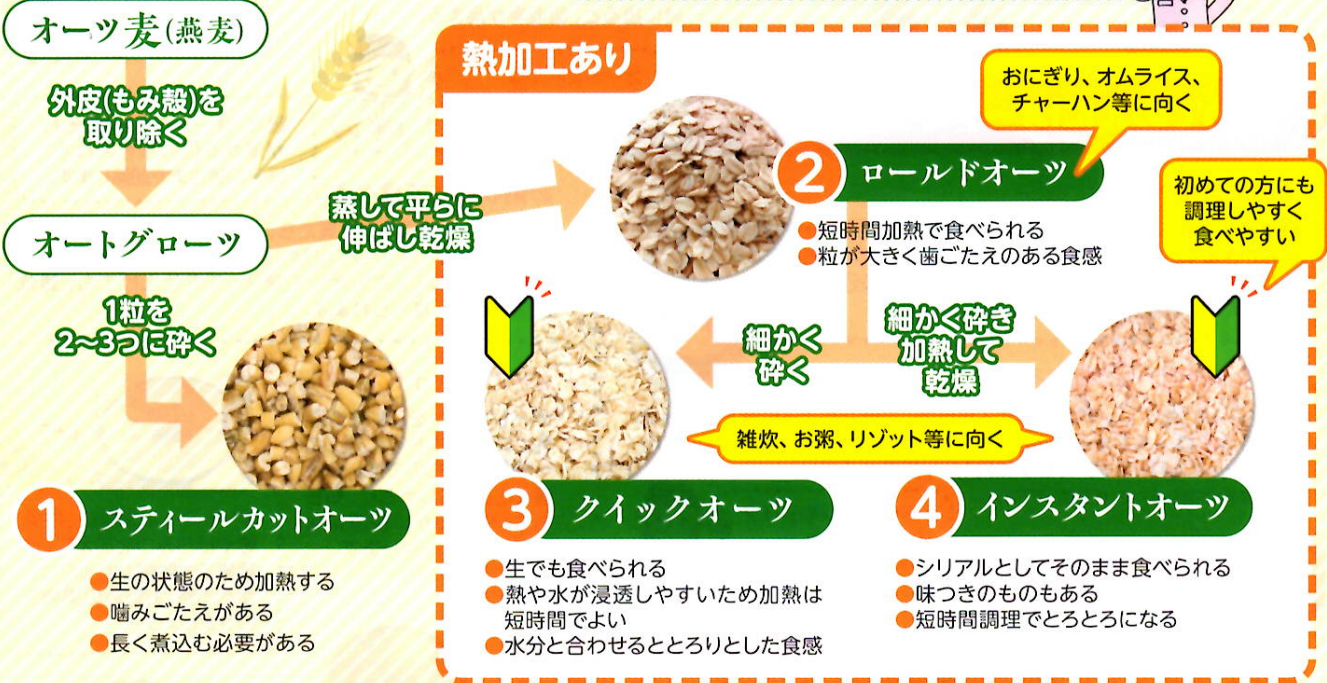 オーツ麦(燕麦)
外皮(もみ殻)を
取り除く
オートグローツ
1粒を
2〜3つに砕く
1 スティールカットオーツ
●生の状態のため加熱する
●噛みごたえがある
●長く煮込む必要がある
蒸して平らに
伸ばし乾燥
熱加工あり
おにぎり、オムライス、
チャーハン等に向く
2 ロールドオーツ
●短時間加熱で食べられる
●粒が大きく歯ごたえのある食感
初めての方にも
調理しやすく
食べやすい
細かく
砕く
細かく砕き
加熱して
乾燥
雑炊、お粥、リゾット等に向く
3 クイックオーツ
●生でも食べられる
●熱や水が浸透しやすいため加熱は
短時間でよい
●水分と合わせるととろりとした食感
4 インスタントオーツ
●シリアルとしてそのまま食べられる
●味つきのものもある
●短時間調理でとろとろになる